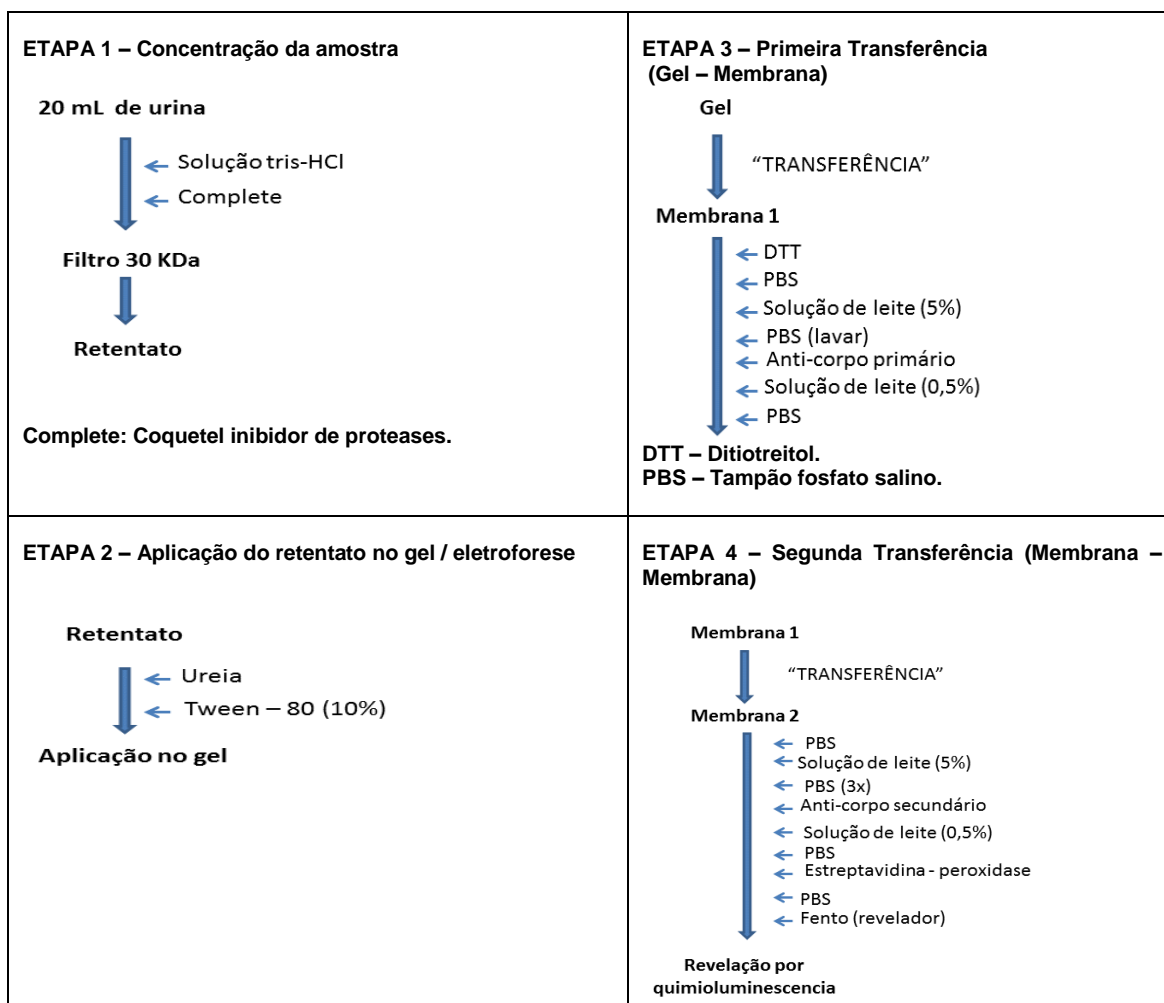 ETAPA 1 – Concentração da amostra
20 mL de urina
Solução tris-HCl
Complete
Filtro 30 KDa
Retentato
Complete: Coquetel inibidor de proteases.
ETAPA 3 – Primeira Transferência
(Gel – Membrana)
Gel
“TRANSFERÊNCIA”
Membrana 1
DTT
PBS
Solução de leite (5%)
PBS (lavar)
Anti-corpo primário
Solução de leite (0,5%)
PBS
DTT – Ditiotreitol.
PBS – Tampão fosfato salino.
ETAPA 2 – Aplicação do retentato no gel / eletroforese
Retentato
Ureia
Tween – 80 (10%)
Aplicação no gel
ETAPA 4 – Segunda Transferência (Membrana –
Membrana)
Membrana 1
“TRANSFERÊNCIA”
Membrana 2
PBS
Solução de leite (5%)
PBS (3x)
Anti-corpo secundário
Solução de leite (0,5%)
PBS
Estreptavidina - peroxidase
PBS
Fento (revelador)
Revelação por
quimioluminescencia